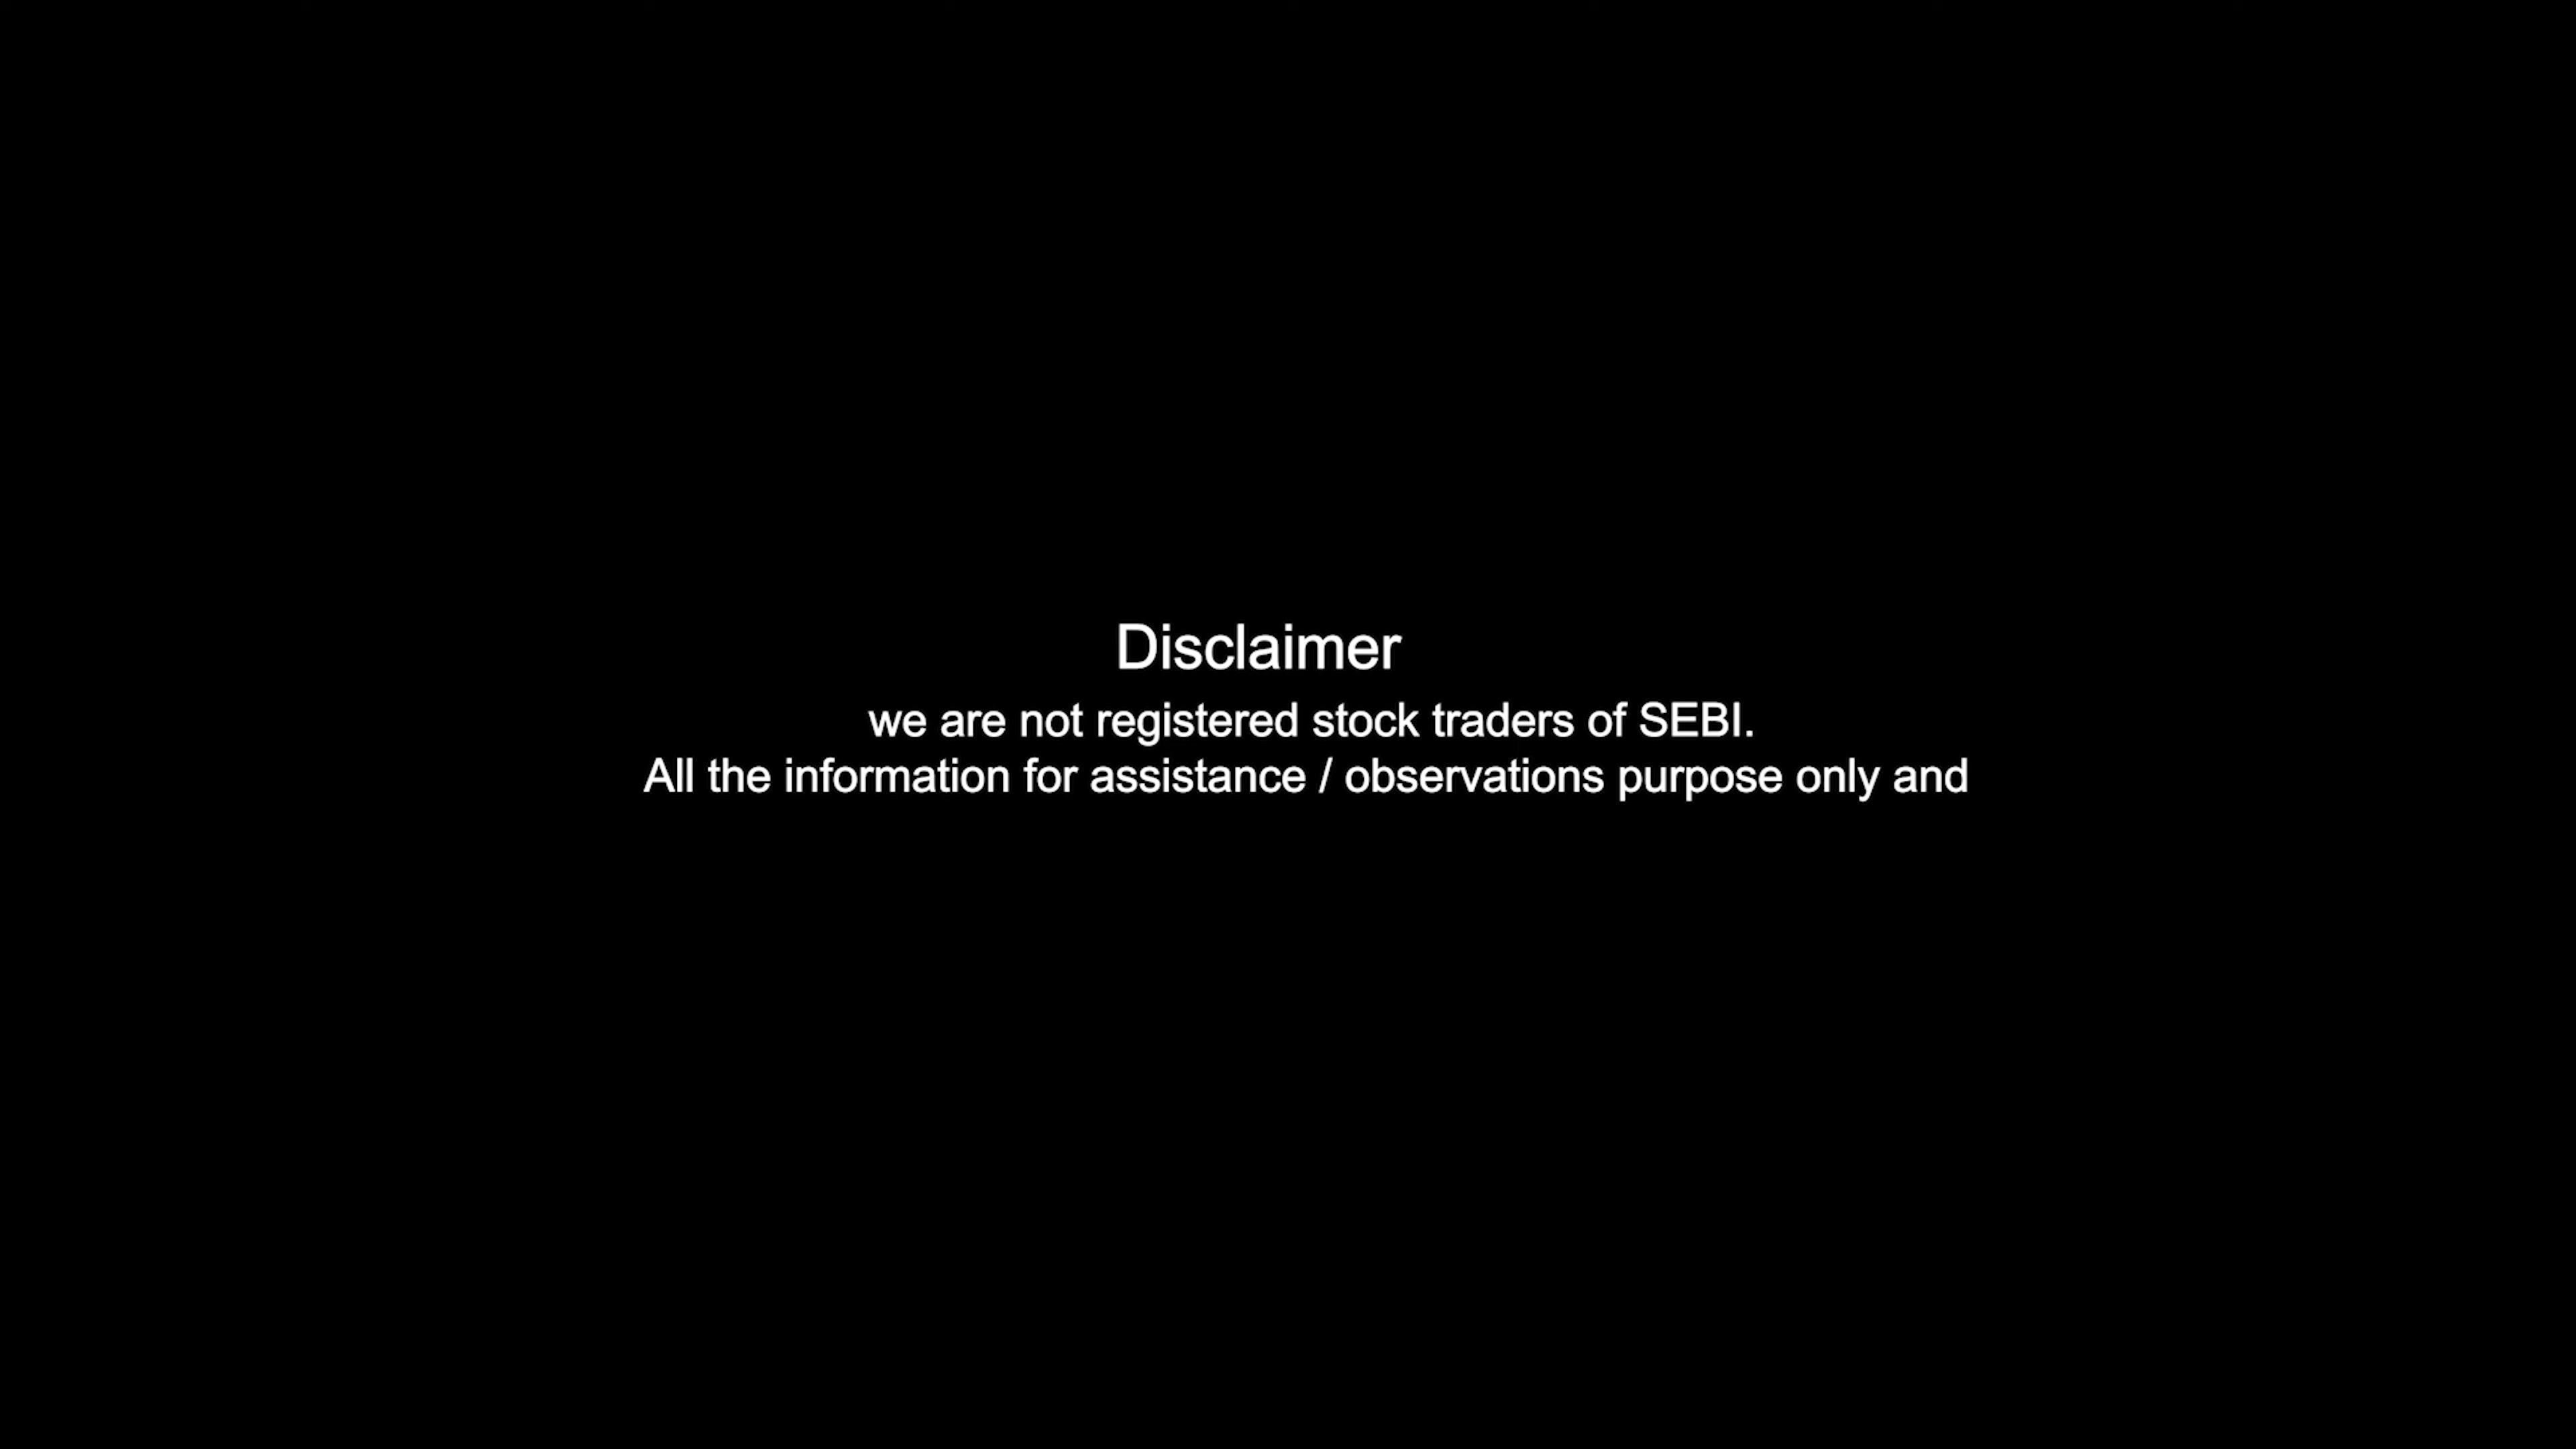 Disclaimer
we are not registered stock traders of SEBI.
All the information for assistance / observations purpose only and